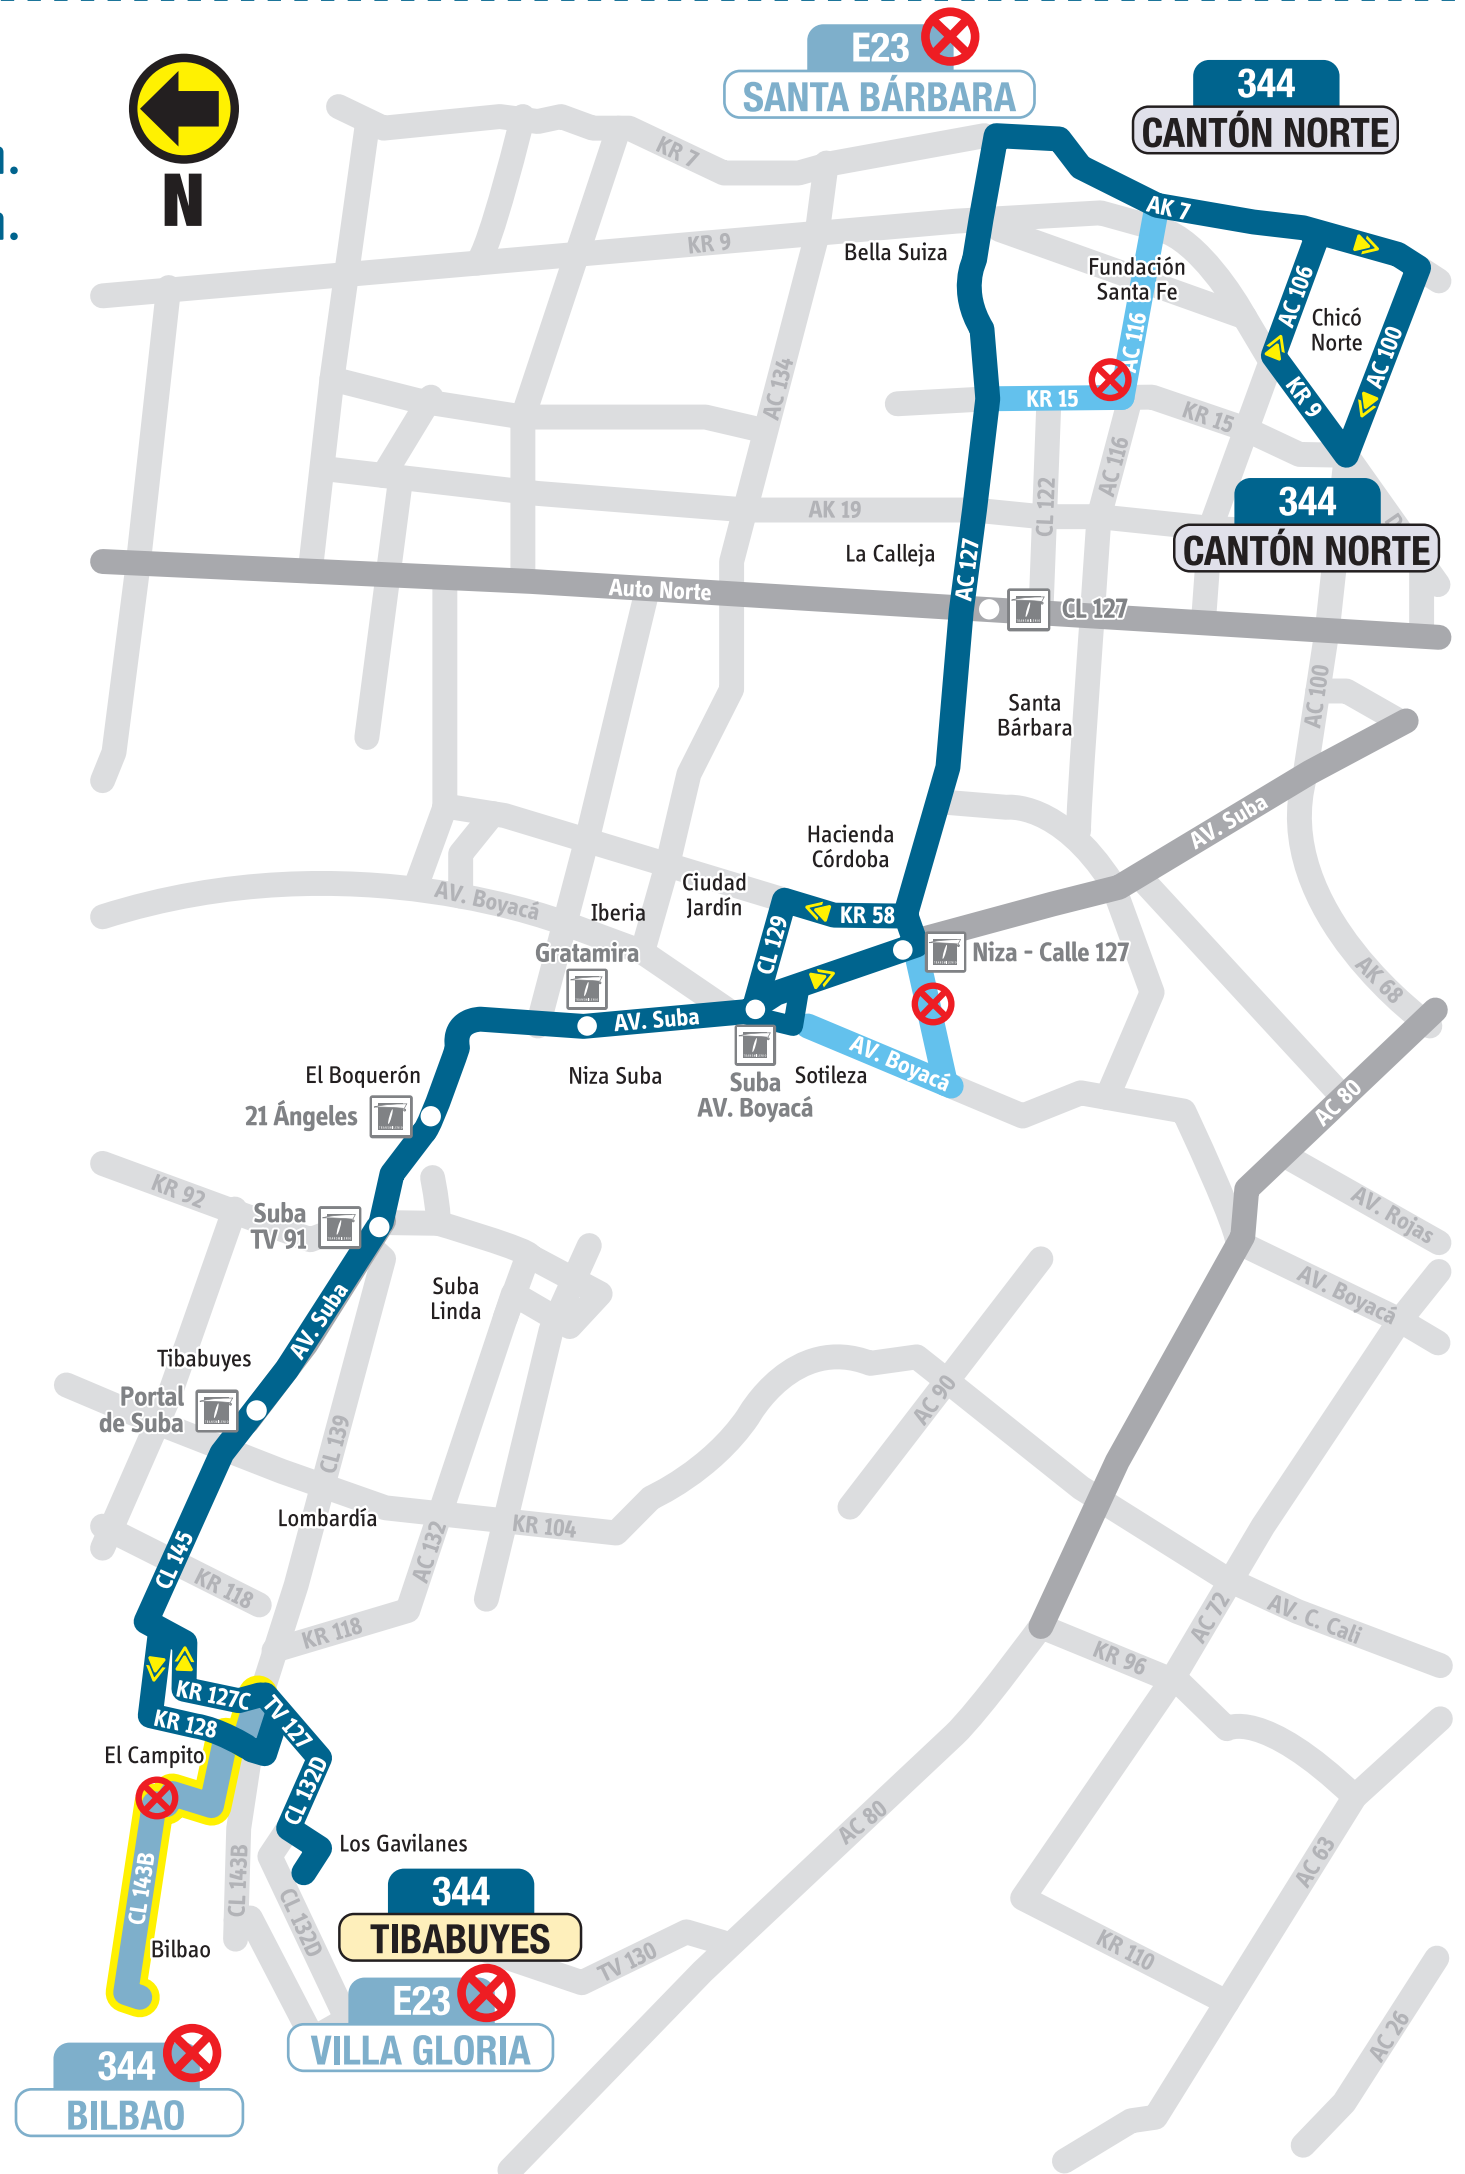 E23
SANTA BÁRBARA
344
CANTÓN NORTE
N
KR 7
AK 7
KR 9
Bella Suiza
Fundación
Santa Fe
AC 106
Chicó
Norte
AC 116
AC 100
KR 9
AC 134
KR 15
KR 15
AC 116
AK 19
CL 122
344
CANTÓN NORTE
La Calleja
AC 127
Auto Norte
CL 127
Santa
Bárbara
AC 100
AV. Suba
Hacienda
Córdoba
Ciudad
Jardín
AV. Boyacá
Iberia
KR 58
CL 129
Gratamira
Niza - Calle 127
AK 68
AV. Suba
AV. Boyacá
El Boquerón
Niza Suba
Suba
AV. Boyacá
Sotileza
21 Ángeles
AC 80
KR 92
Suba
TV 91
AV. Rojas
Suba
Linda
AV. Suba
AV. Boyacá
Tibabuyes
Portal
de Suba
AC 90
CL 139
Lombardía
KR 104
CL 145
AC 132
KR 118
KR 118
AC 72
AV. C. Cali
KR 96
KR 127C
TV 127
KR 128
El Campito
CL 132D
AC 80
Los Gavilanes
AC 63
CL 143B
CL 143B
CL 132D
344
TIBABUYES
Bilbao
TV 130
KR 110
E23
VILLA GLORIA
AC 26
344
BILBAO